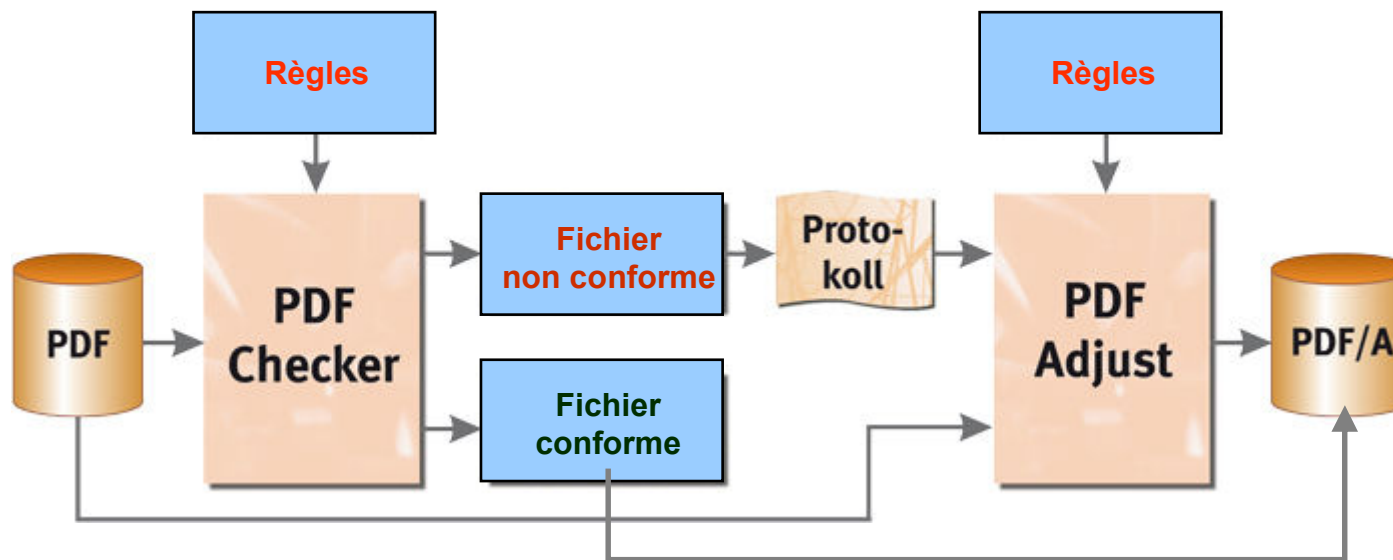 Règles
Règles
Fichier
non conforme
Proto-
koll
PDF
PDF
Checker
PDF
Adjust
PDF/A
Fichier
conforme